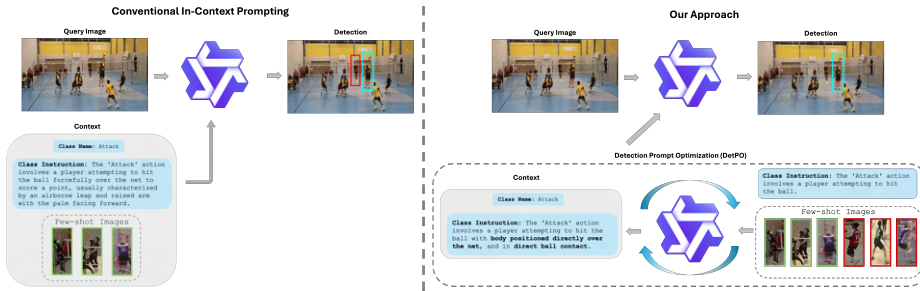 Conventional In-Context Prompting
Query Image
Detection
Context
Class Name: Attack
Class Instruction: The 'Attack' action
involves a player attempting to hit
the ball forcefully over the net to
score a point, usually characterized
by an airborne leap and raised arm
with the palm facing forward.
Few-shot Images
Our Approach
Query Image
Detection
Detection Prompt Optimization (DetPO)
Context
Class Name: Attack
Class Instruction: The 'Attack' action
involves a player attempting to hit the
ball with body positioned directly over
the net, and in direct ball contact.
Class Instruction: The 'Attack' action
involves a player attempting to hit
the ball.
Few-shot Images